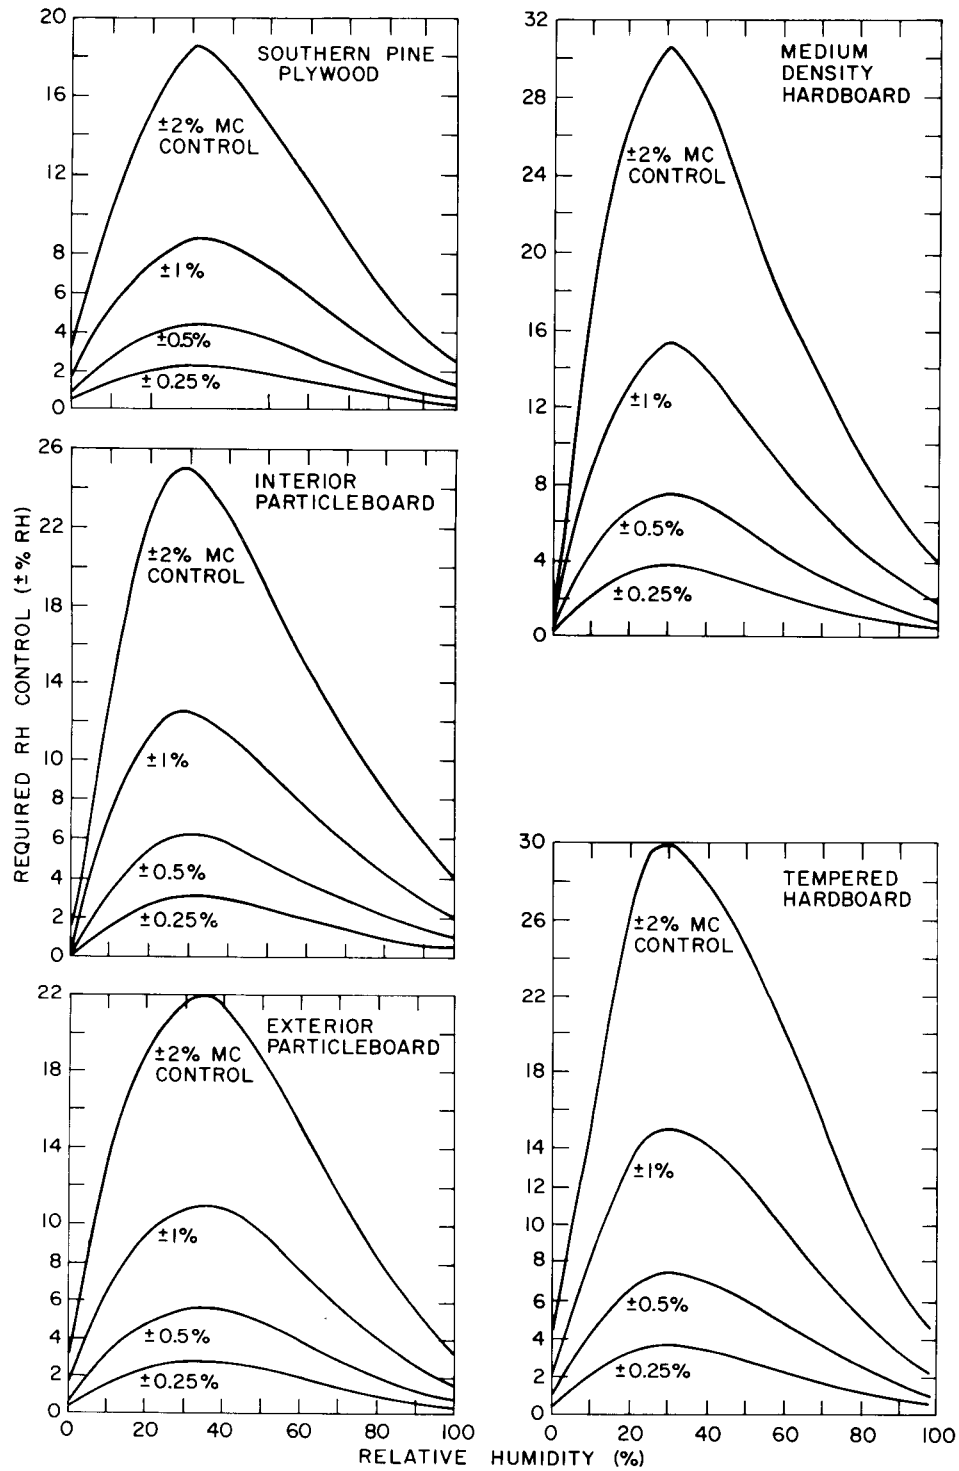 20
16
12
8
6
4
2
0
SOUTHERN PINE
PLYWOOD
±2% MC
CONTROL
±1%
±0.5%
±0.25%
32
28
24
20
16
12
8
4
0
MEDIUM
DENSITY
HARDBOARD
±2% MC
CONTROL
±1%
±0.5%
±0.25%
REQUIRED RH CONTROL (±% RH)
26
22
18
14
10
8
6
4
2
0
INTERIOR
PARTICLEBOARD
±2% MC
CONTROL
±1%
±0.5%
±0.25%
22
18
14
10
8
6
4
2
0
EXTERIOR
PARTICLEBOARD
±2% MC
CONTROL
±1%
±0.5%
±0.25%
0 20 40 60 80 100
30
26
22
18
14
12
10
8
6
4
2
0
TEMPERED
HARDBOARD
±2% MC
CONTROL
±1%
±0.5%
±0.25%
0 20 40 60 80 100
RELATIVE HUMIDITY (%)